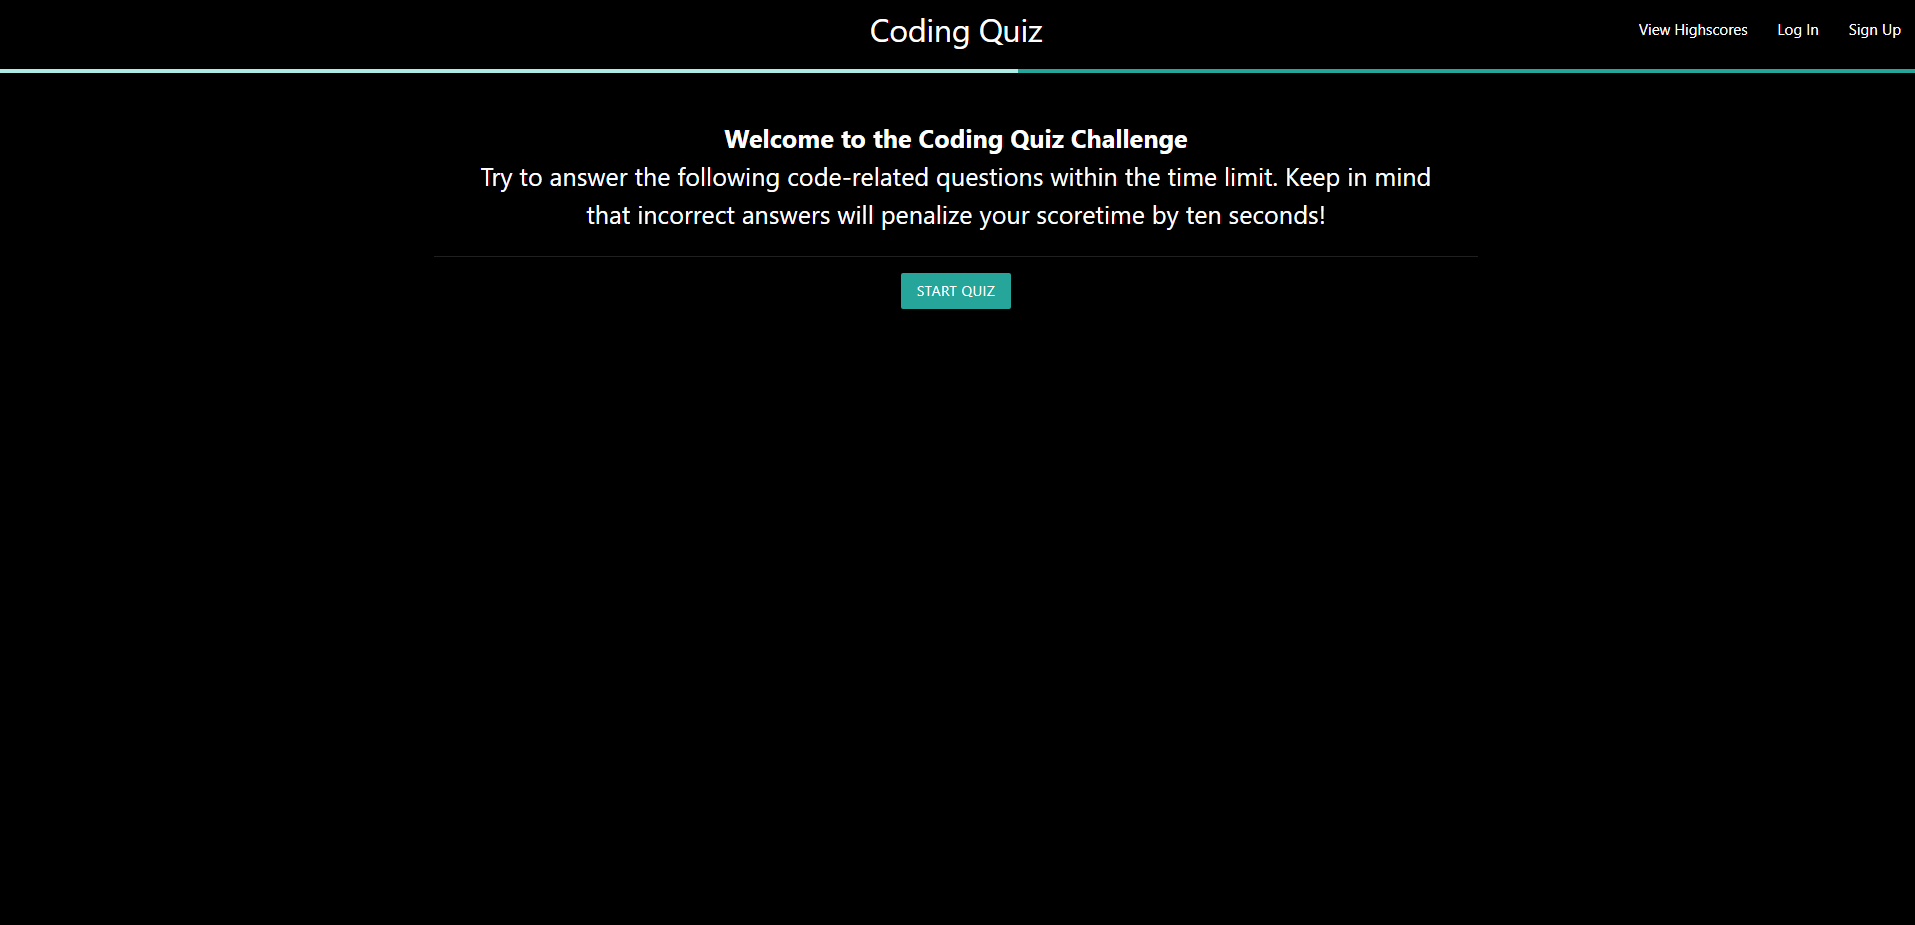 Coding Quiz
View Highscores
Log In
Sign Up
Welcome to the Coding Quiz Challenge
Try to answer the following code-related questions within the time limit. Keep in mind
that incorrect answers will penalize your scoretime by ten seconds!
START QUIZ